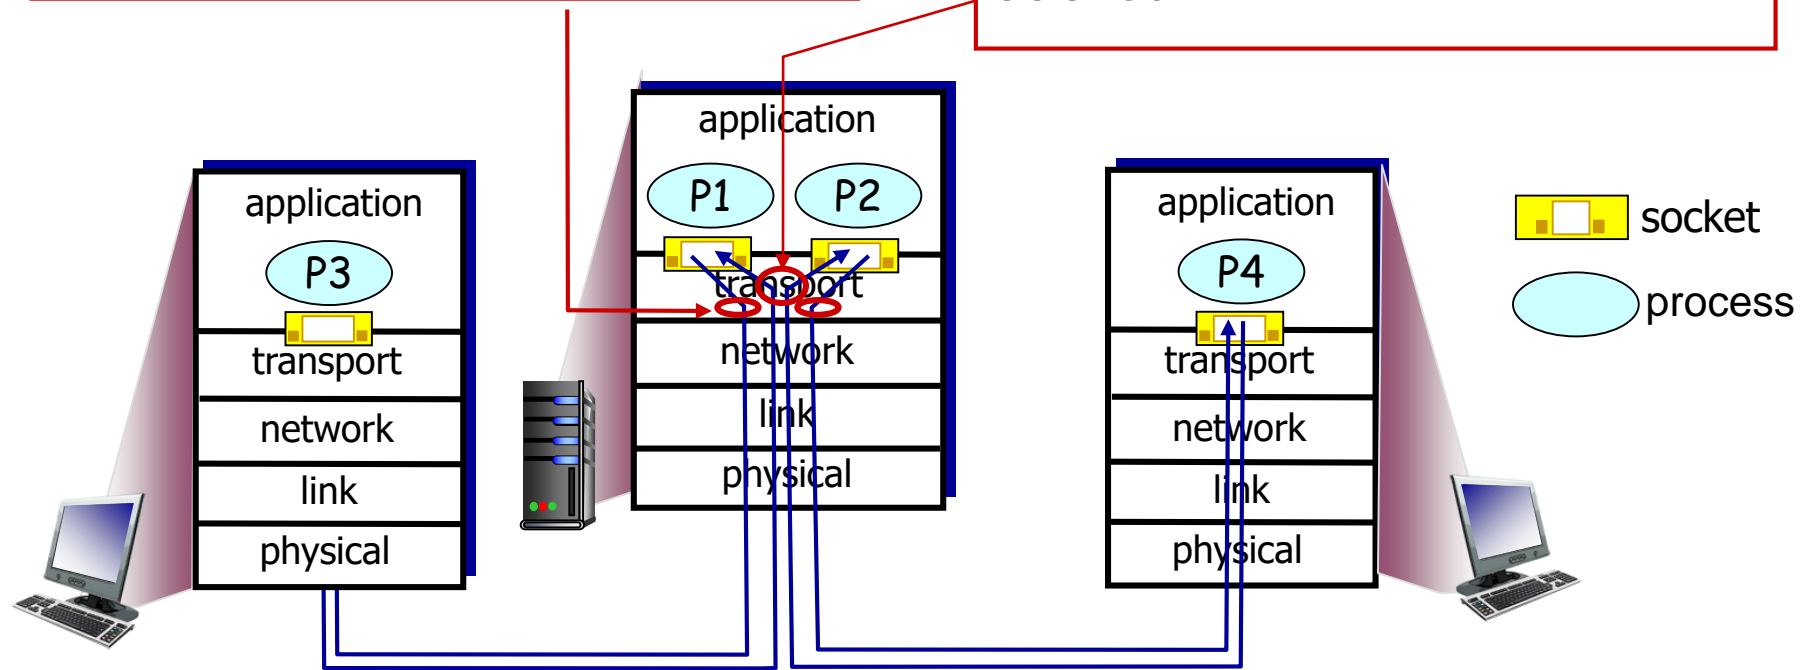 application
P1 P2
transport
network
link
physical
application
P3
transport
network
link
physical
application
P4
transport
network
link
physical
socket
process